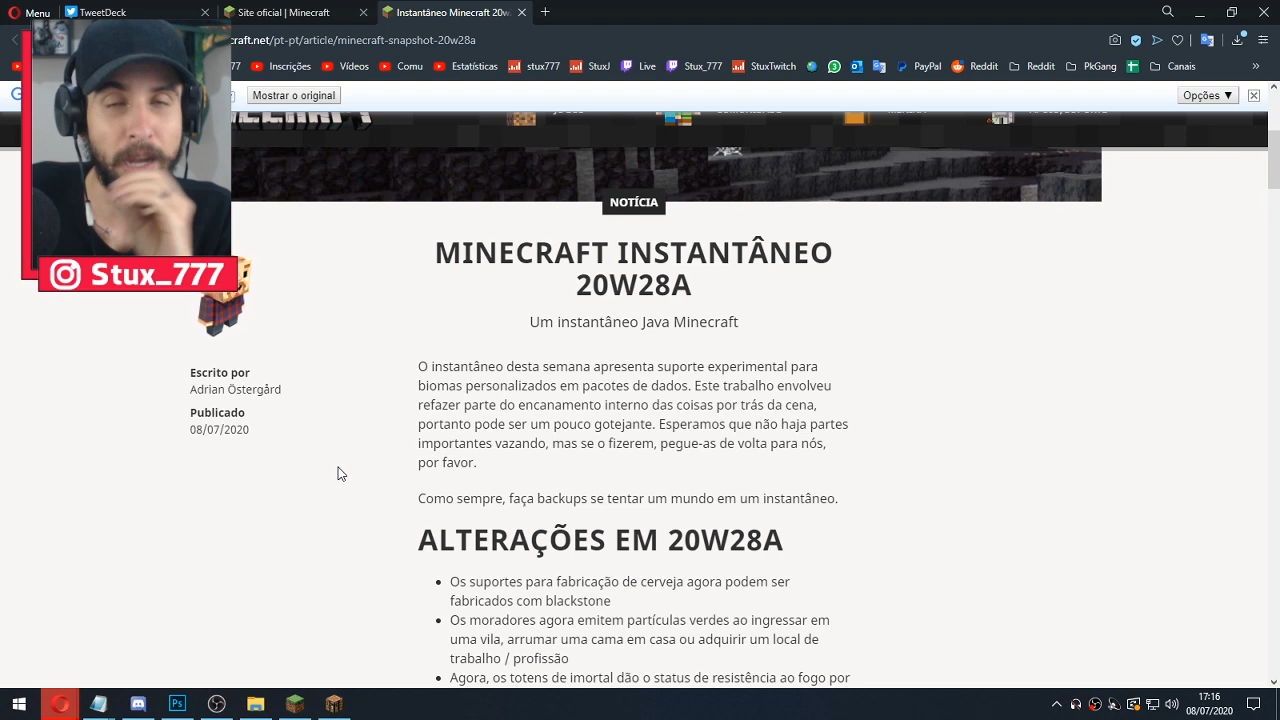 Menu
TweetDeck
Site oficial | Minecraft
Instantâneo Minecraft 20w
craft.net/pt-pt/article/minecraft-snapshot-20w28a
777
Inscrições
Vídeos
Comu
Estatísticas
stux777
StuxJ
Live
Stux_777
StuxTwitch
PayPal
Reddit
Reddit
PkGang
Canais
Mostrar o original
Opções ▼
NOTÍCIA
MINECRAFT INSTANTÂNEO
20W28A
Stux_777
Um instantâneo Java Minecraft
Escrito por
Adrian Östergård
Publicado
08/07/2020
O instantâneo desta semana apresenta suporte experimental para
biomas personalizados em pacotes de dados. Este trabalho envolveu
refazer parte do encanamento interno das coisas por trás da cena,
portanto pode ser um pouco gotejante. Esperamos que não haja partes
importantes vazando, mas se o fizerem, pegue-as de volta para nós,
por favor.
Como sempre, faça backups se tentar um mundo em um instantâneo.
ALTERAÇÕES EM 20W28A
• Os suportes para fabricação de cerveja agora podem ser
fabricados com blackstone
• Os moradores agora emitem partículas verdes ao ingressar em
uma vila, arrumar uma cama em casa ou adquirir um local de
trabalho / profissão
• Agora, os totens de imortal dão o status de resistência ao fogo por
17:16
08/07/2020